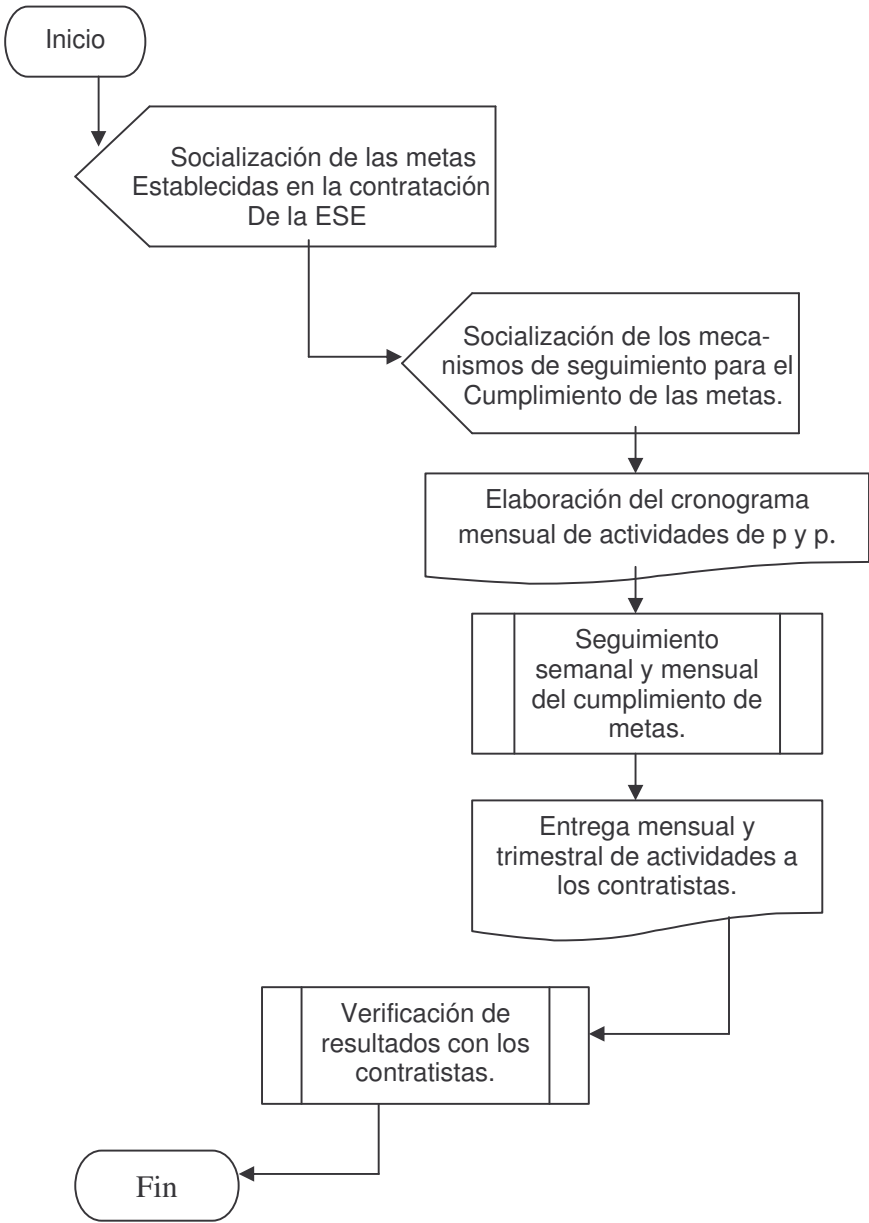 Inicio
Socialización de las metas
Establecidas en la contratación
De la ESE
Socialización de los meca-
nismos de seguimiento para el
Cumplimiento de las metas.
Elaboración del cronograma
mensual de actividades de p y p.
Seguimiento
semanal y mensual
del cumplimiento de
metas.
Entrega mensual y
trimestral de actividades a
los contratistas.
Verificación de
resultados con los
contratistas.
Fin